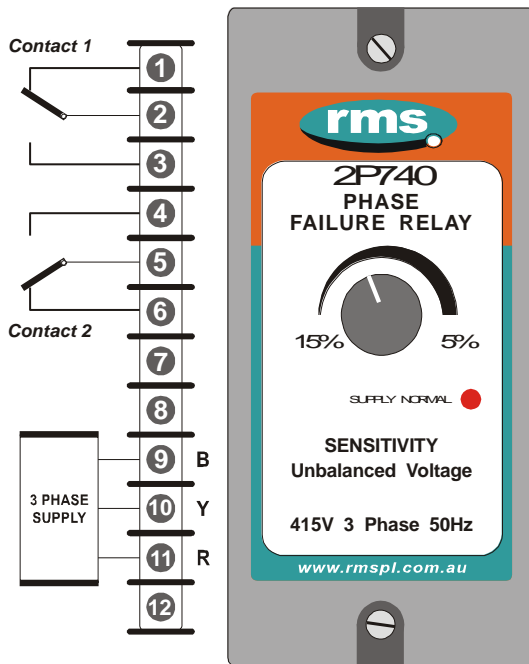 Contact 1
1
2
3
4
5
6
Contact 2
7
8
3 PHASE
SUPPLY
9 B
10 Y
11 R
12
rms
2P740
PHASE
FAILURE RELAY
15% 5%
SUPPLY NORMAL
SENSITIVITY
Unbalanced Voltage
415V 3 Phase 50Hz
www.rmspl.com.au